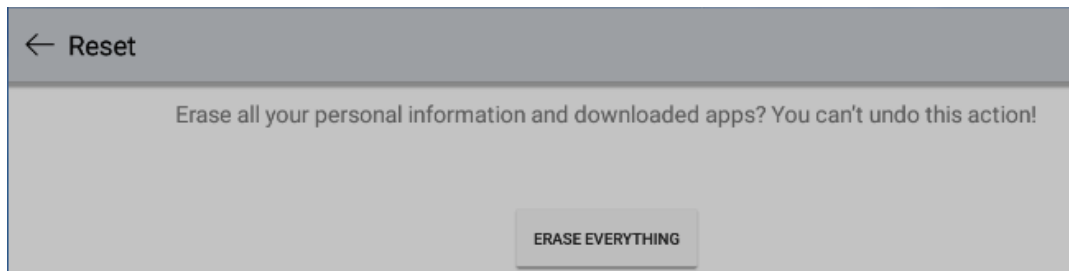 Reset
Erase all your personal information and downloaded apps? You can't undo this action!
ERASE EVERYTHING